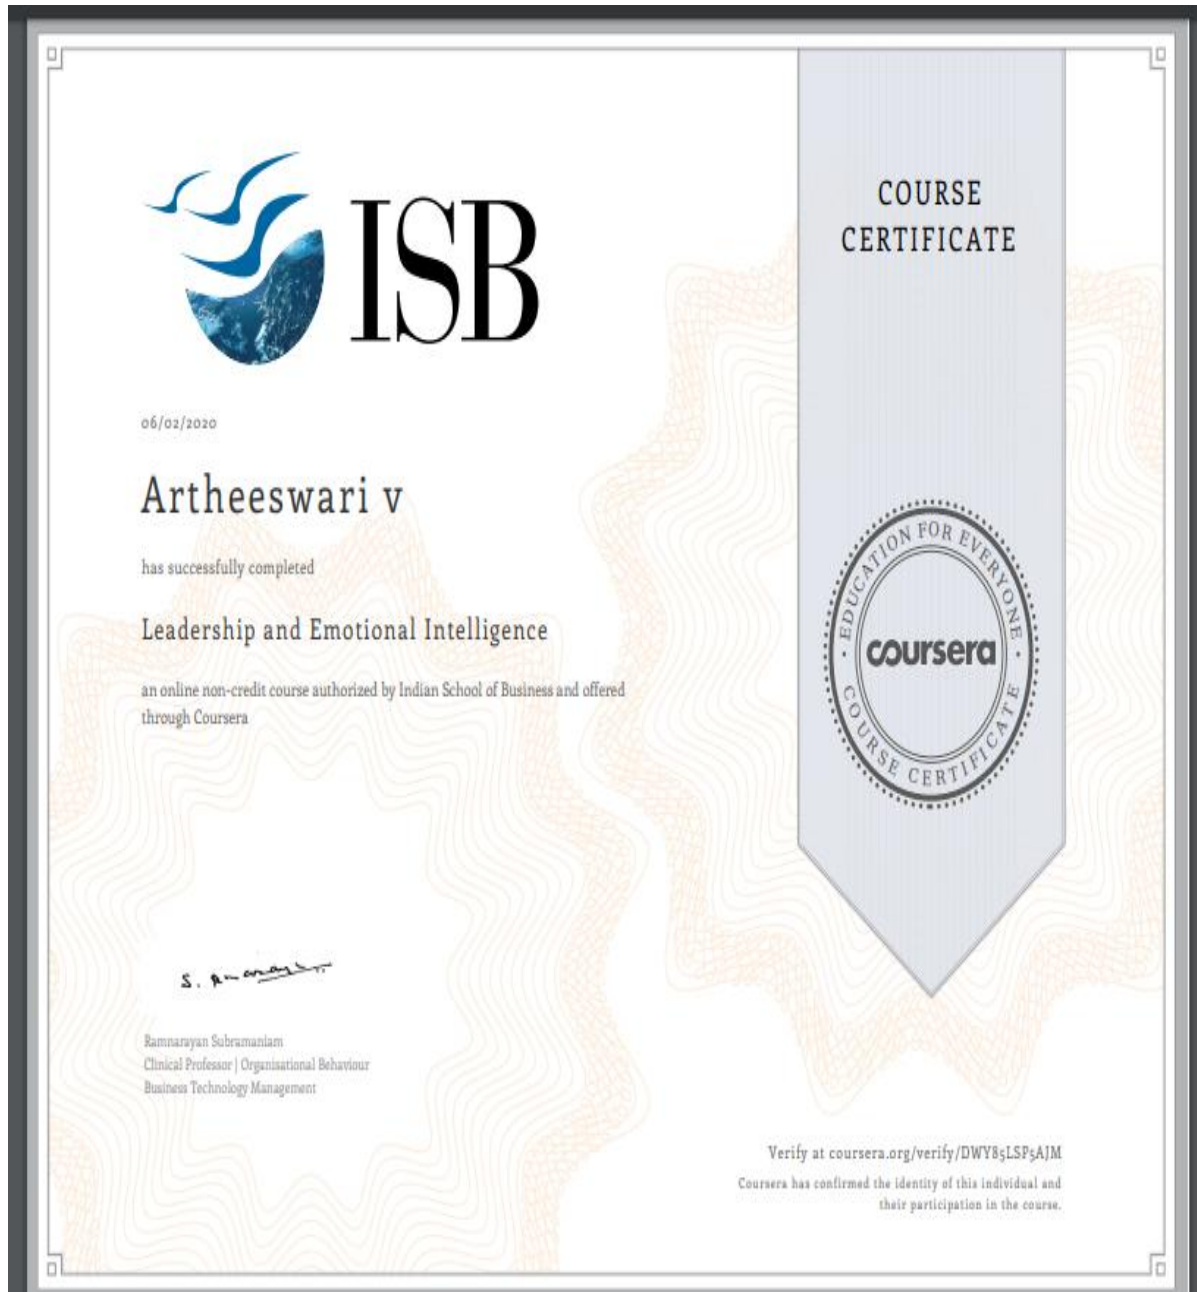 ISB
COURSE
CERTIFICATE
06/02/2020
Artheeswari v
has successfully completed
Leadership and Emotional Intelligence
an online non-credit course authorized by Indian School of Business and offered
through Coursera
EDUCATION FOR EVERYONE
coursera
COURSE CERTIFICATE
Ramnarayan Subramaniam
Clinical Professor | Organisational Behaviour
Business Technology Management
Verify at coursera.org/verify/DWY85LSP5AJM
Coursera has confirmed the identity of this individual and
their participation in the course.